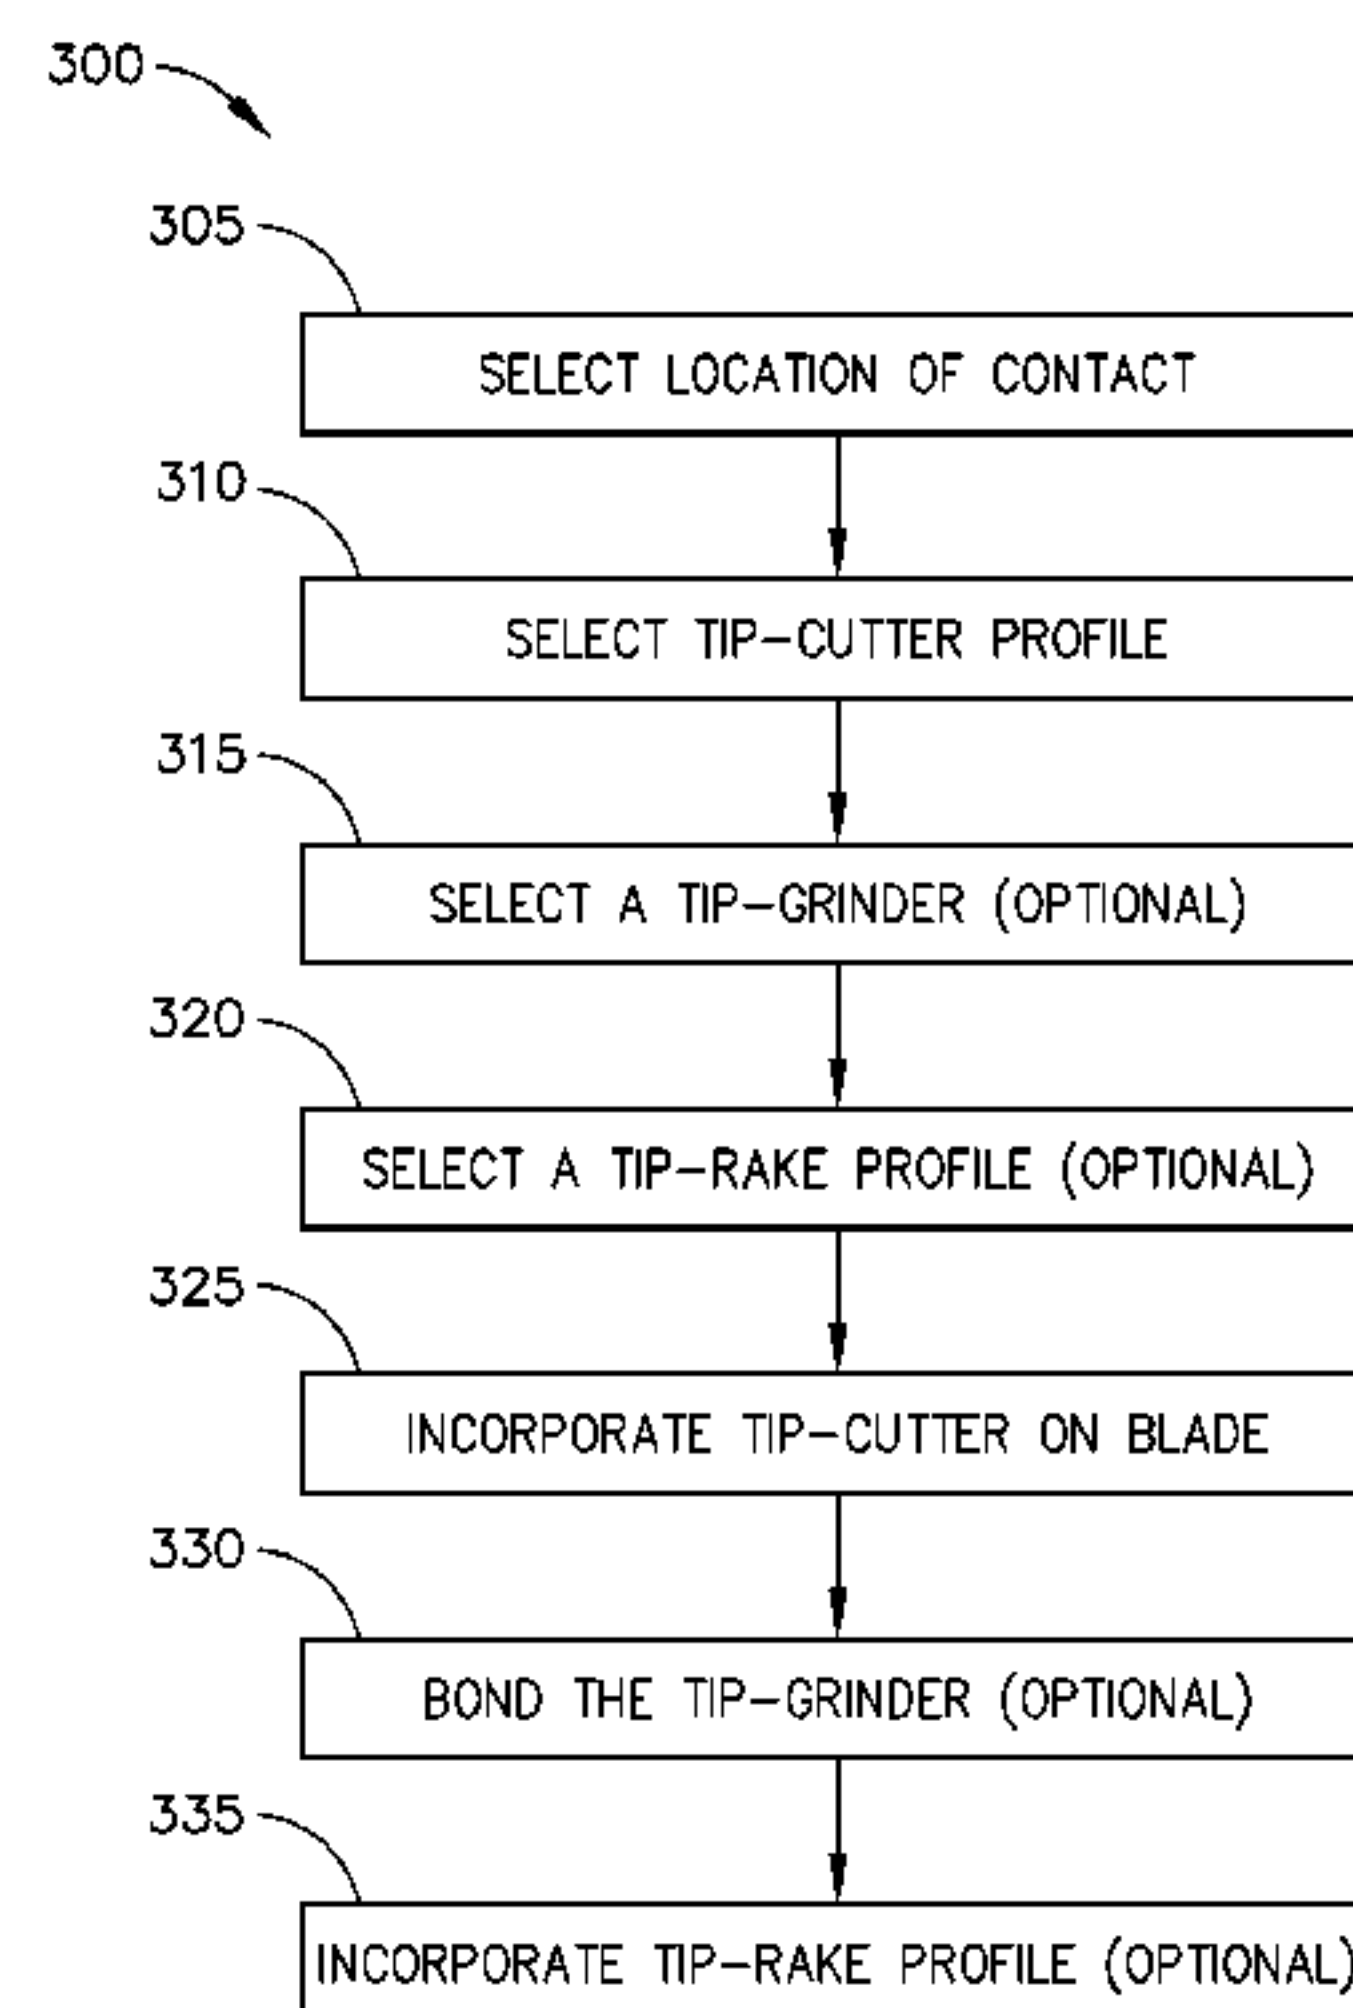 300
305
SELECT LOCATION OF CONTACT
310
SELECT TIP-CUTTER PROFILE
315
SELECT A TIP-GRINDER (OPTIONAL)
320
SELECT A TIP-RAKE PROFILE (OPTIONAL)
325
INCORPORATE TIP-CUTTER ON BLADE
330
BOND THE TIP-GRINDER (OPTIONAL)
335
INCORPORATE TIP-RAKE PROFILE (OPTIONAL)